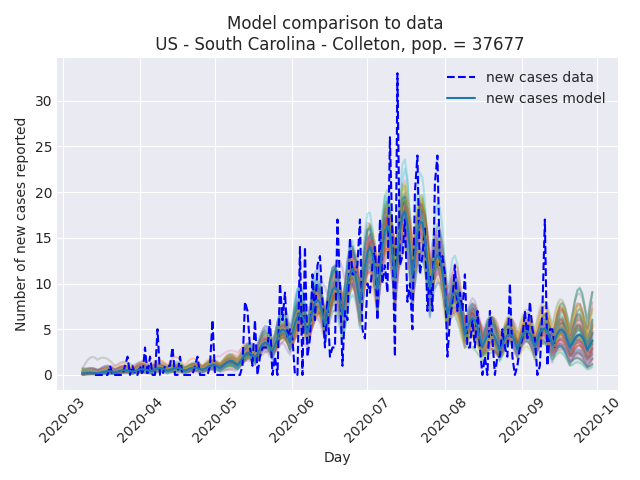 Model comparison to data
US - South Carolina - Colleton, pop. = 37677
new cases data
new cases model
Number of new cases reported
30
25
20
15
10
5
0
2020-03
2020-04
2020-05
2020-06
2020-07
2020-08
2020-09
2020-10
Day